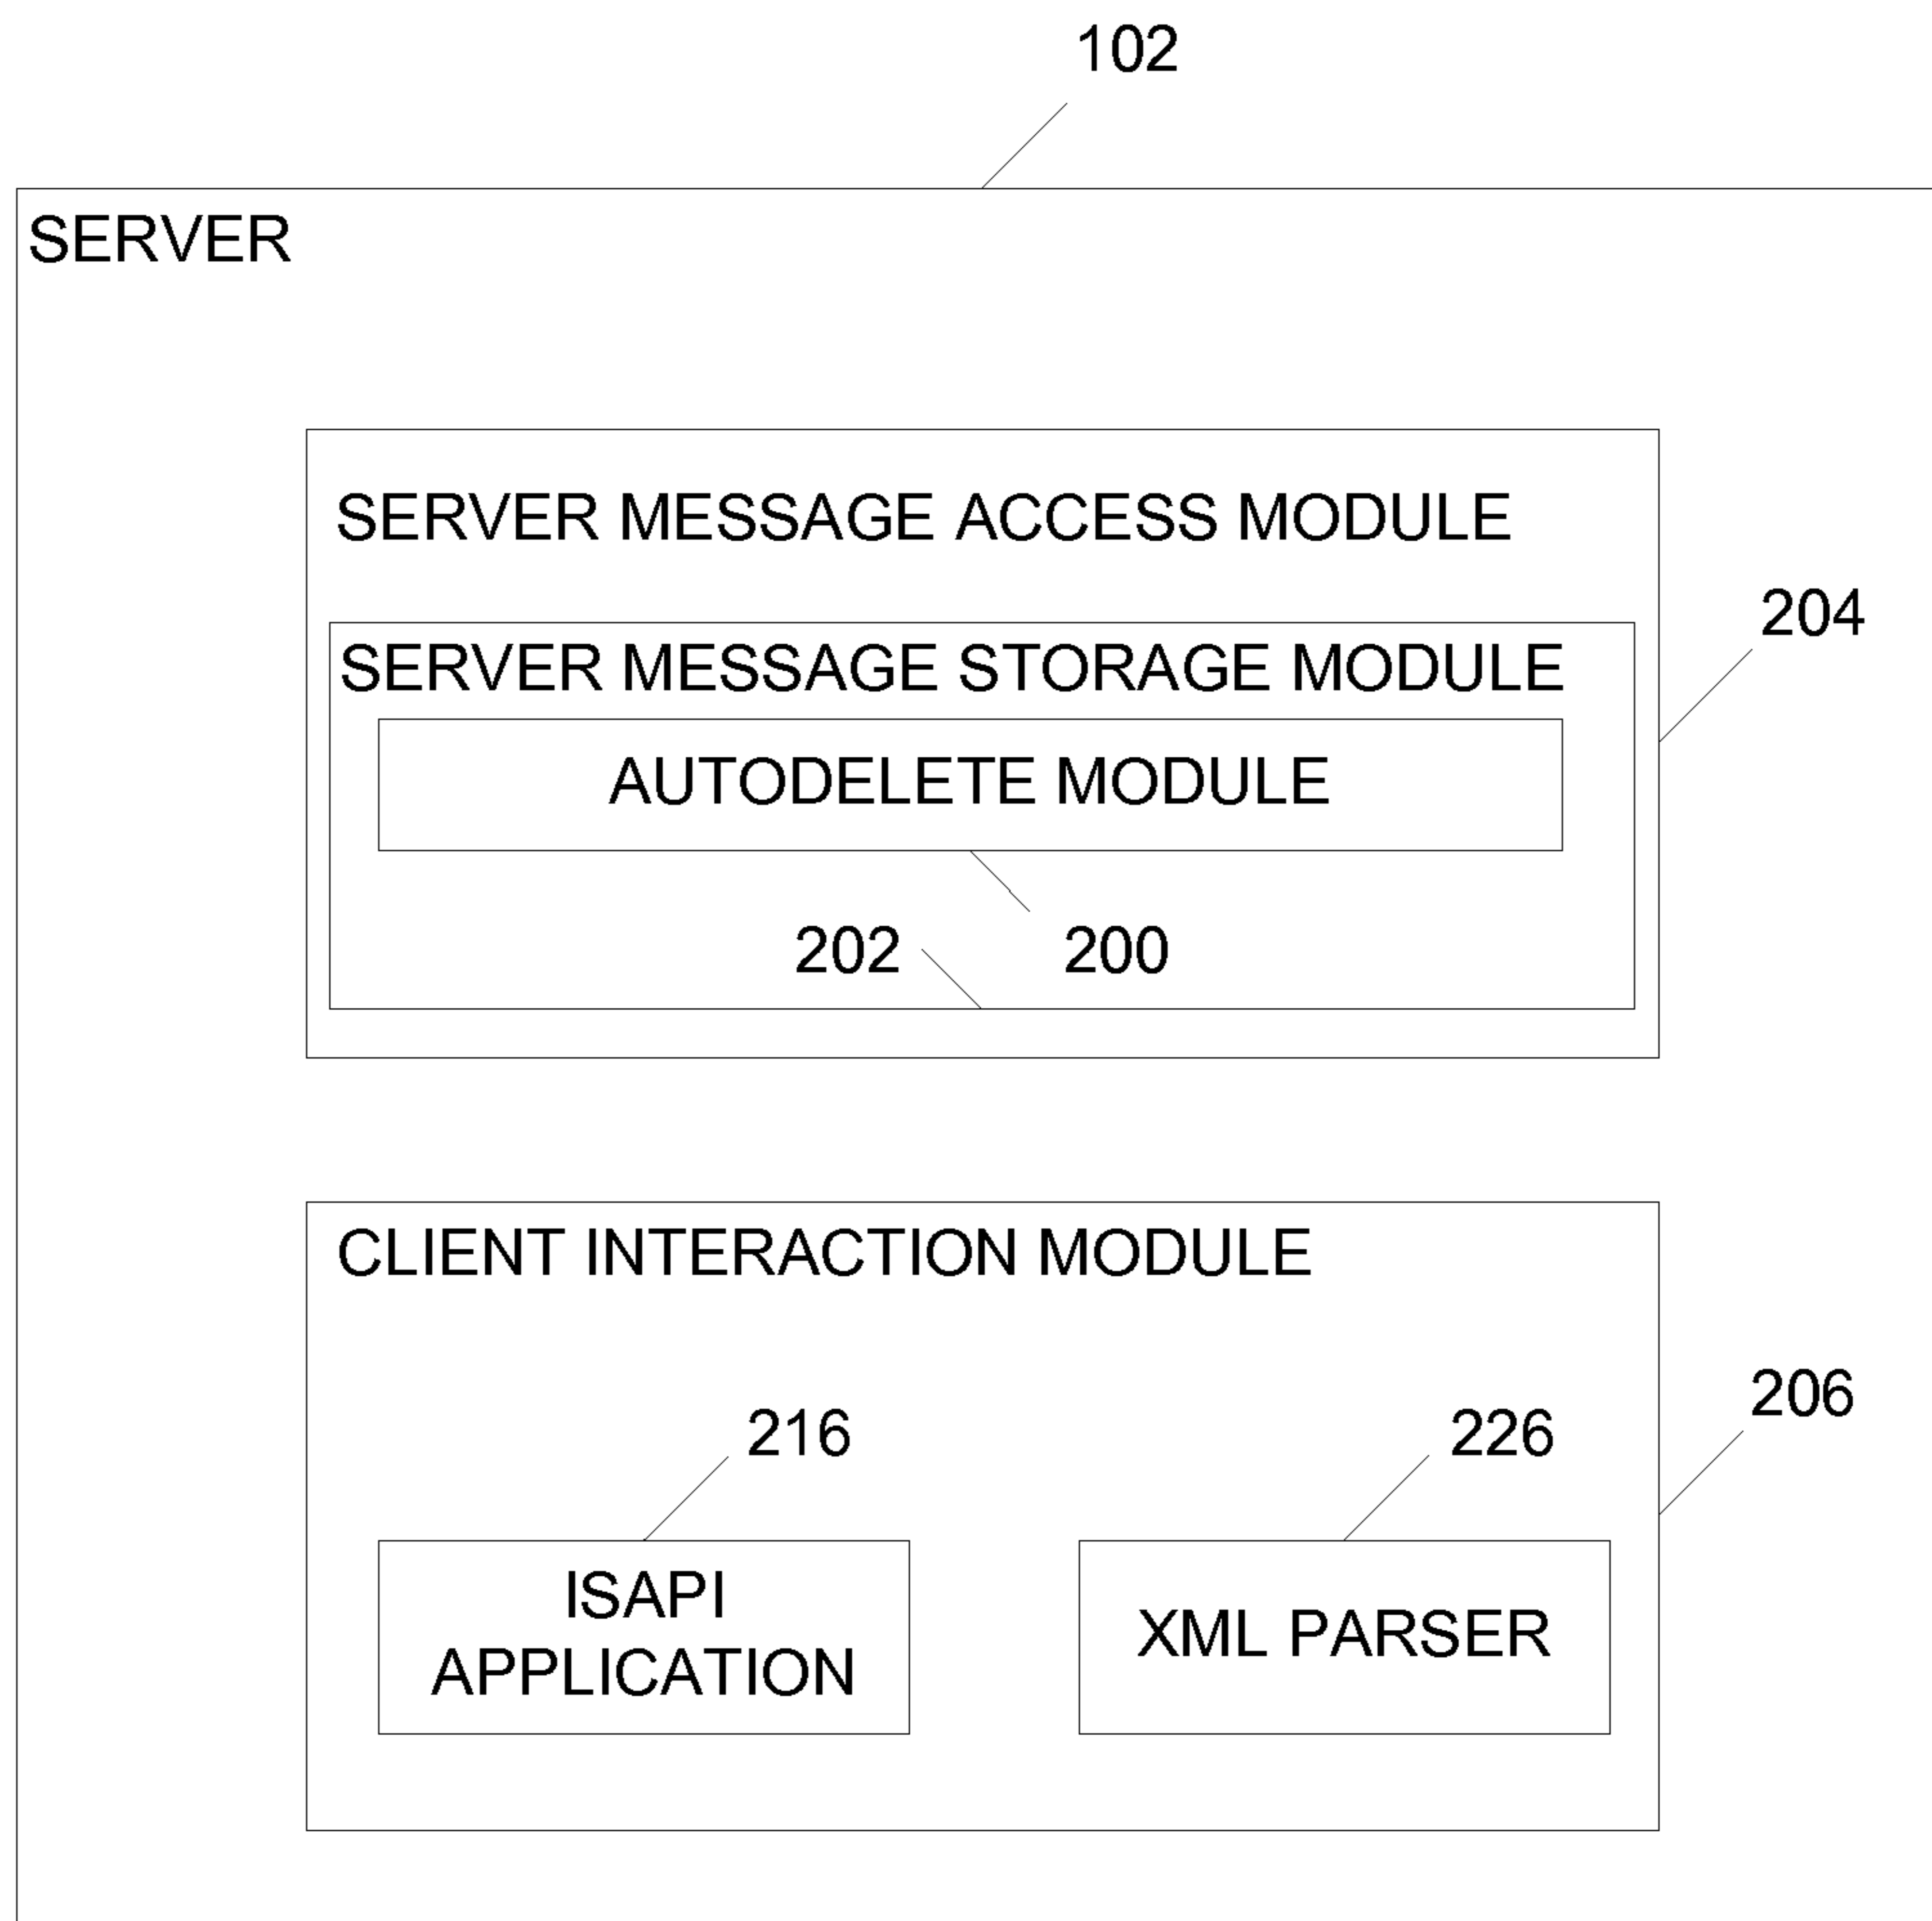 102
SERVER
SERVER MESSAGE ACCESS MODULE
204
SERVER MESSAGE STORAGE MODULE
AUTODELETE MODULE
202
200
CLIENT INTERACTION MODULE
206
216
226
ISAPI
APPLICATION
XML PARSER